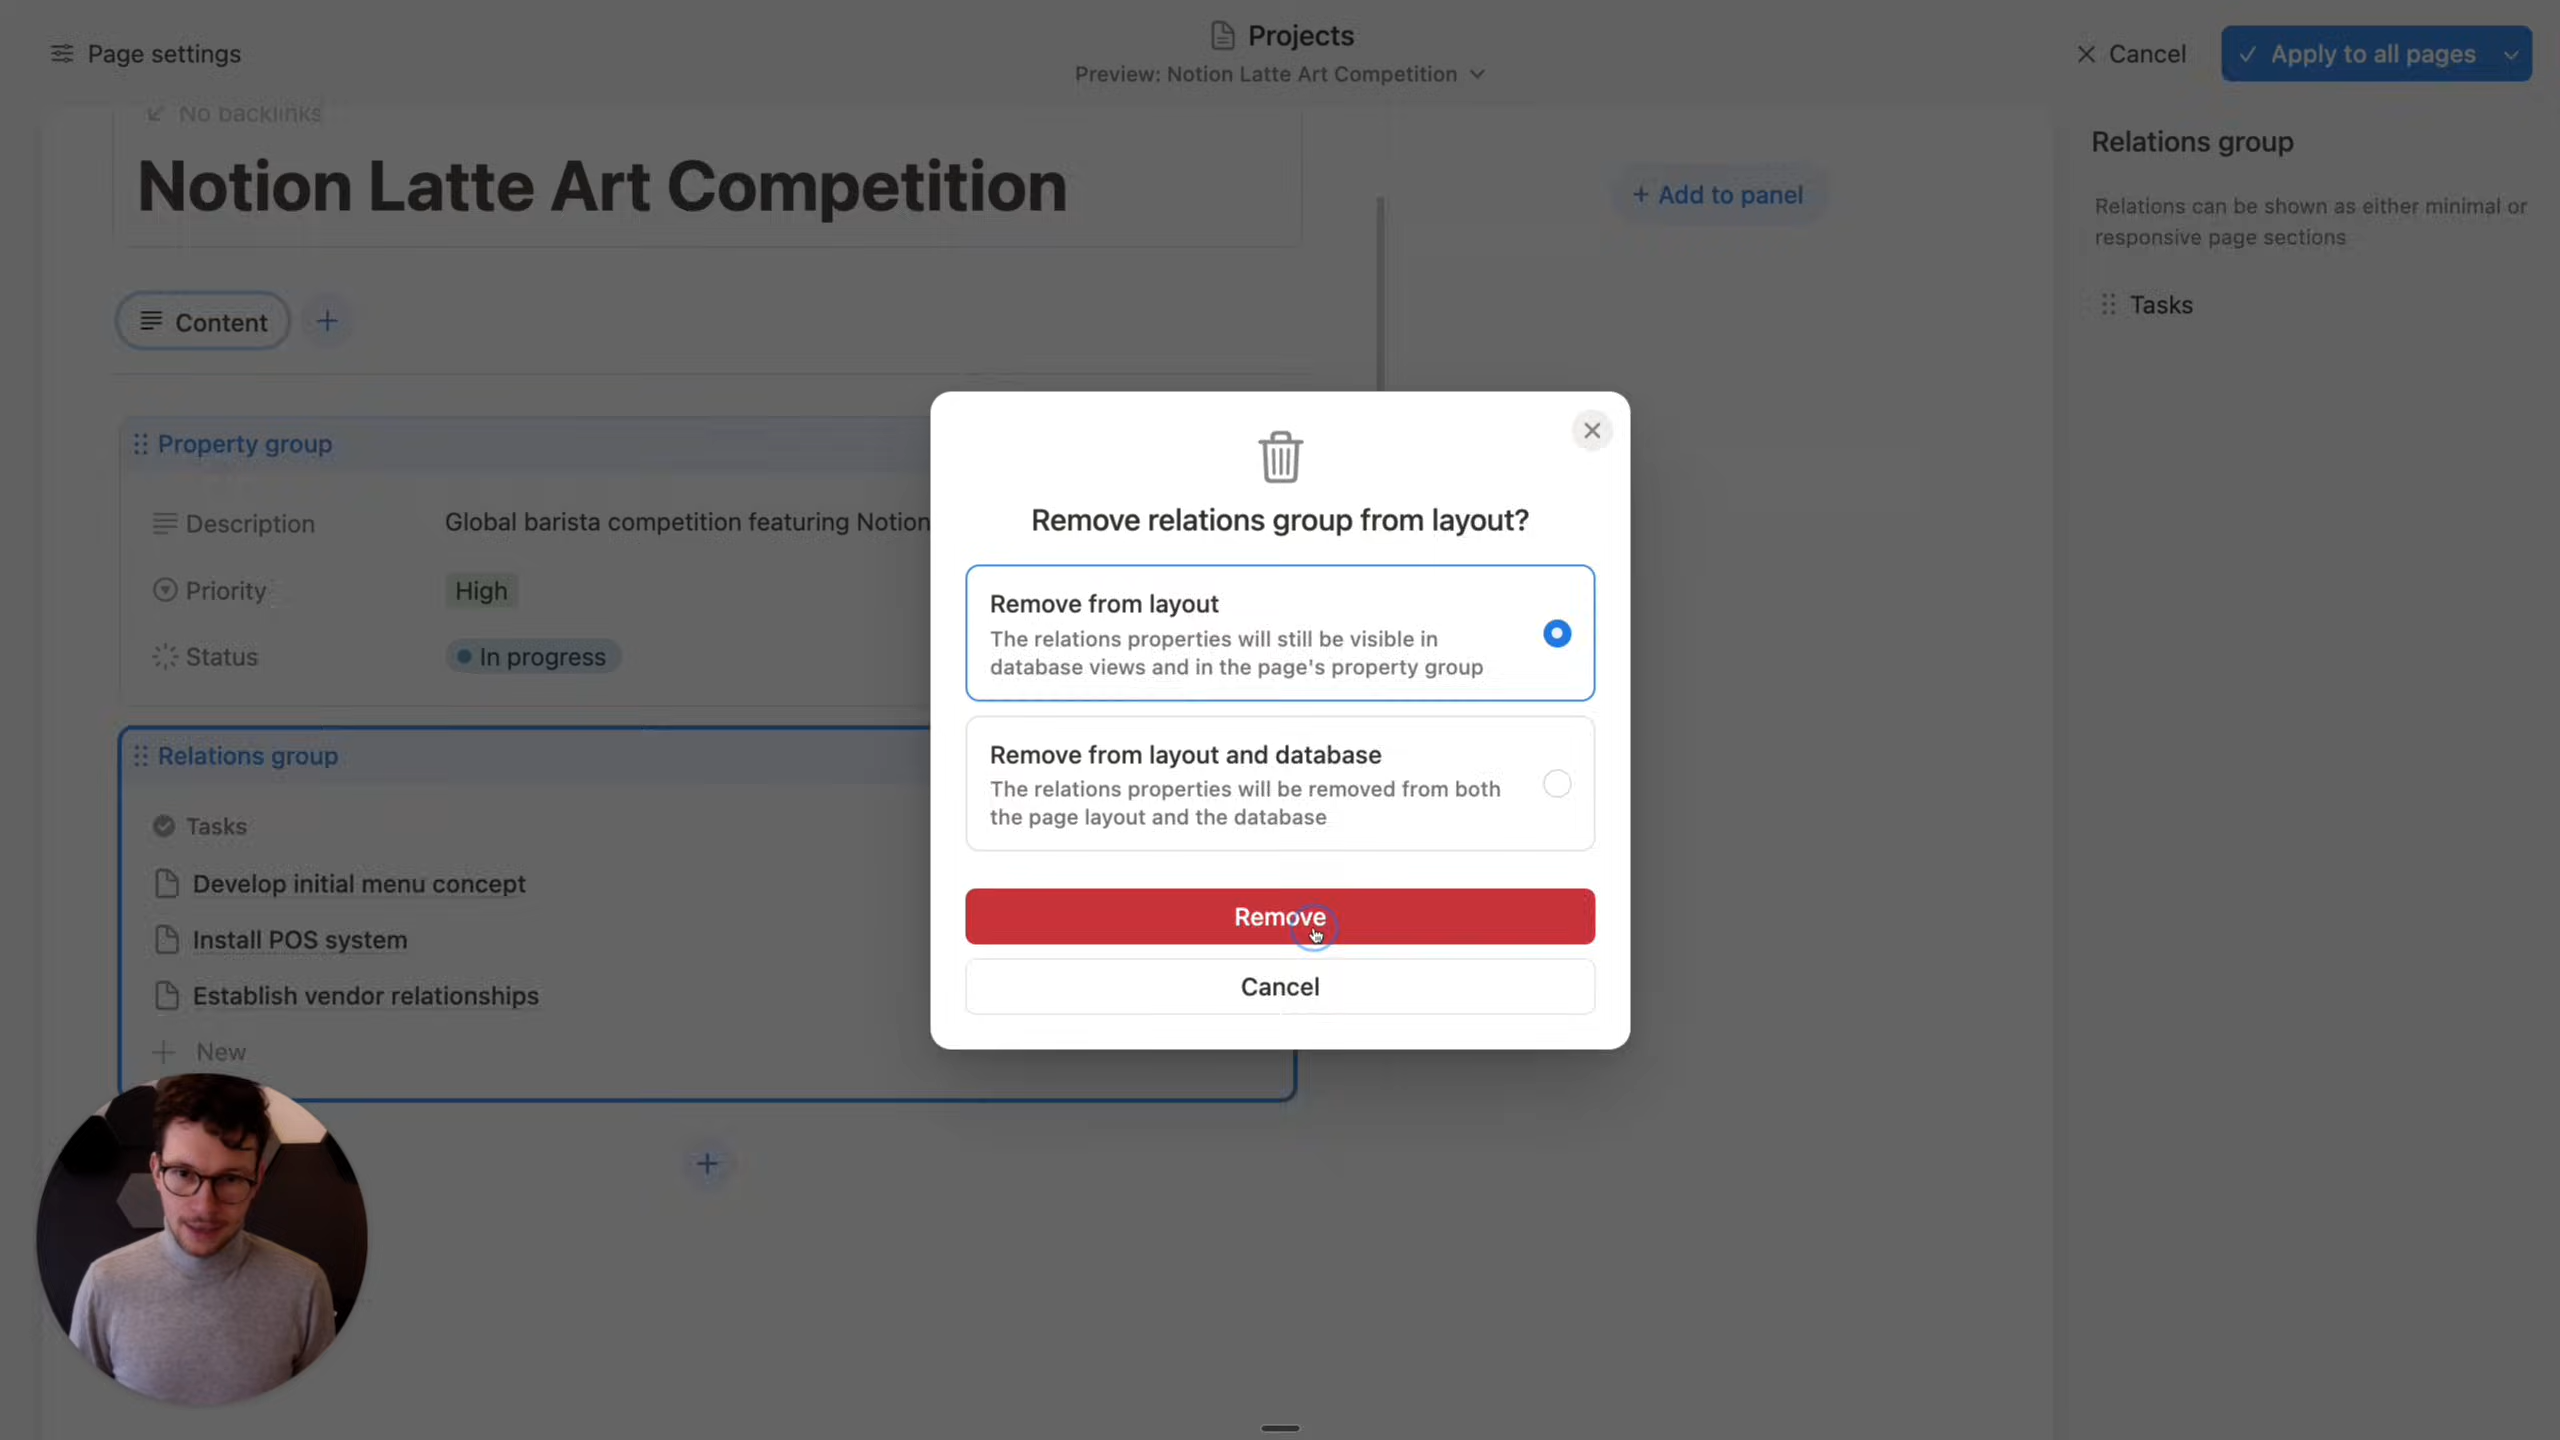 Page settings
Projects
Preview: Notion Latte Art Competition
Cancel
Apply to all pages
No backlinks
Notion Latte Art Competition
+ Add to panel
Relations group
Relations can be shown as either minimal or
responsive page sections
Tasks
Content
Property group
Description
Global barista competition featuring Notion
Priority
High
Status
In progress
Relations group
Tasks
Develop initial menu concept
Install POS system
Establish vendor relationships
New
Remove relations group from layout?
Remove from layout
The relations properties will still be visible in
database views and in the page's property group
Remove from layout and database
The relations properties will be removed from both
the page layout and the database
Remove
Cancel